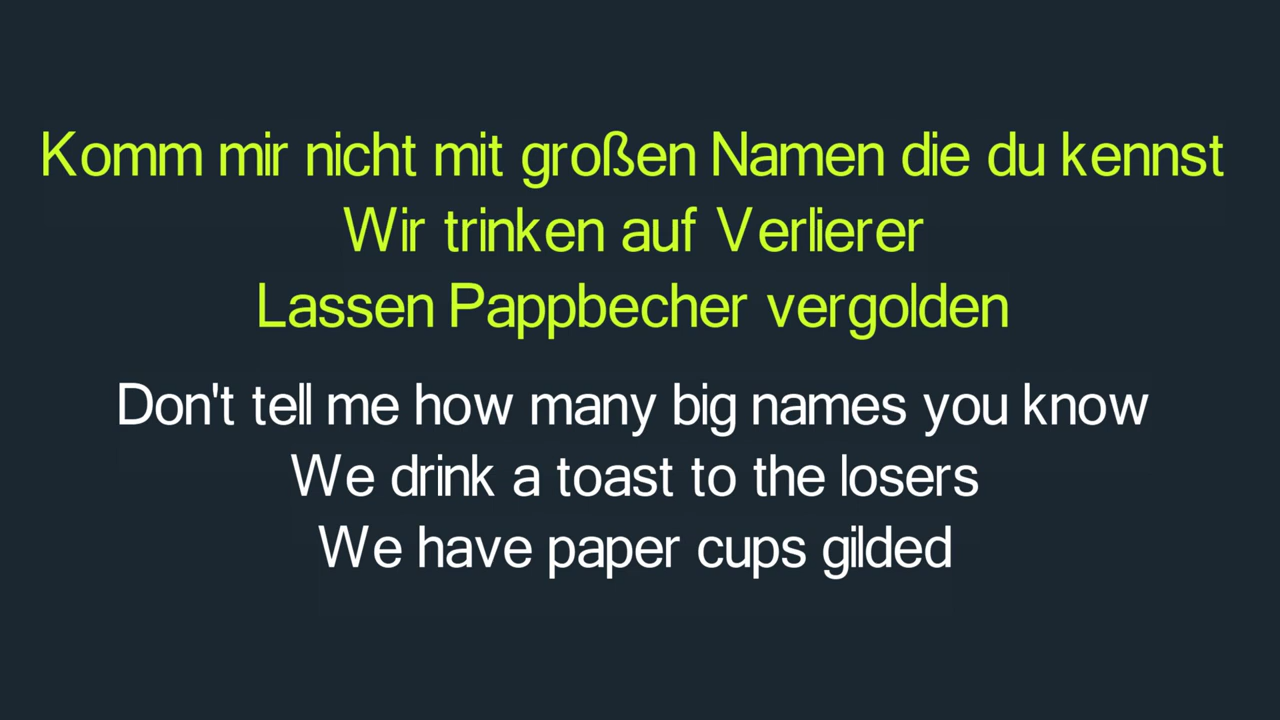 Komm mir nicht mit großen Namen die du kennst
Wir trinken auf Verlierer
Lassen Pappbecher vergolden
Don't tell me how many big names you know
We drink a toast to the losers
We have paper cups gilded